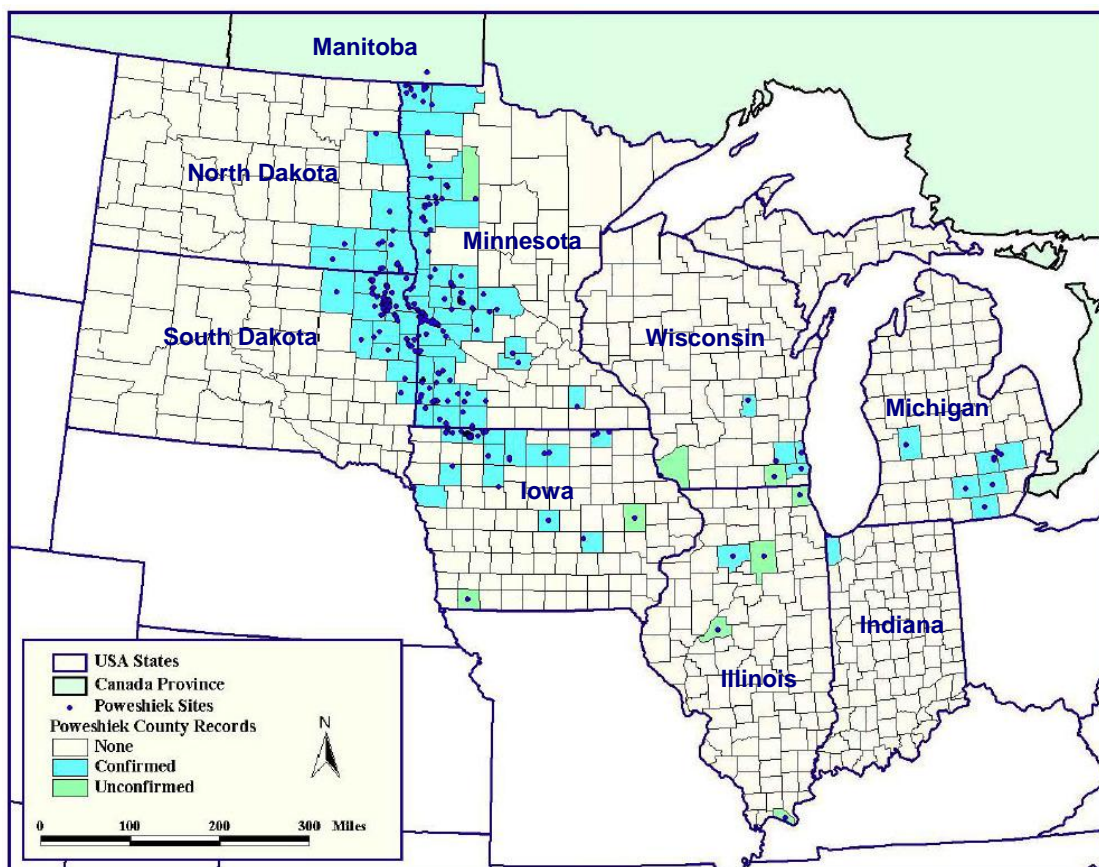 Manitoba
North Dakota
Minnesota
South Dakota
Wisconsin
Michigan
Iowa
Indiana
Illinois
USA States
Canada Province
Poweshiek Sites
Poweshiek County Records
None
Confirmed
Unconfirmed
N
0 100 200 300 Miles